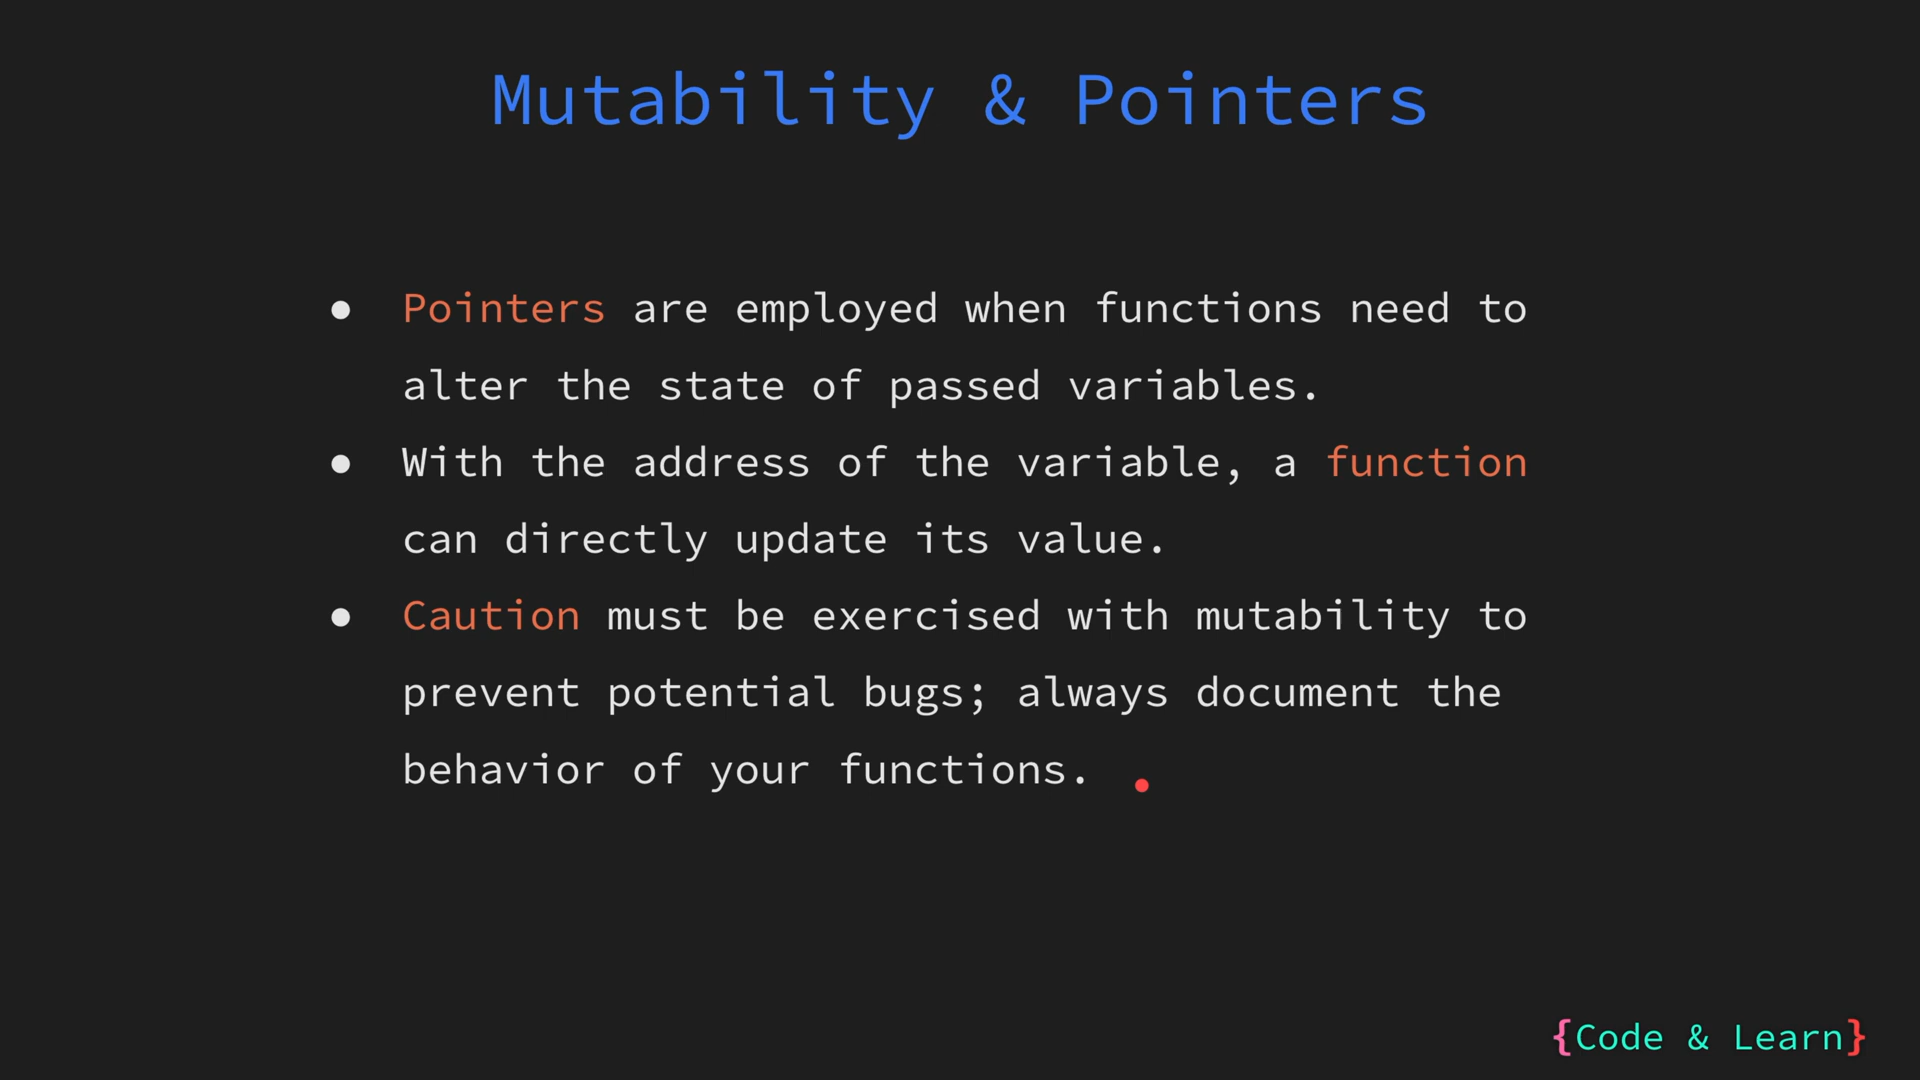 Mutability & Pointers
● Pointers are employed when functions need to
alter the state of passed variables.
● With the address of the variable, a function
can directly update its value.
● Caution must be exercised with mutability to
prevent potential bugs; always document the
behavior of your functions.
{Code & Learn}